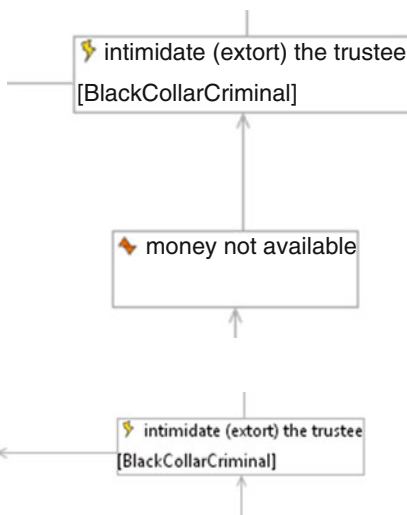 intimidate (extort) the trustee
[BlackCollarCriminal]
money not available
intimidate (extort) the trustee
[BlackCollarCriminal]